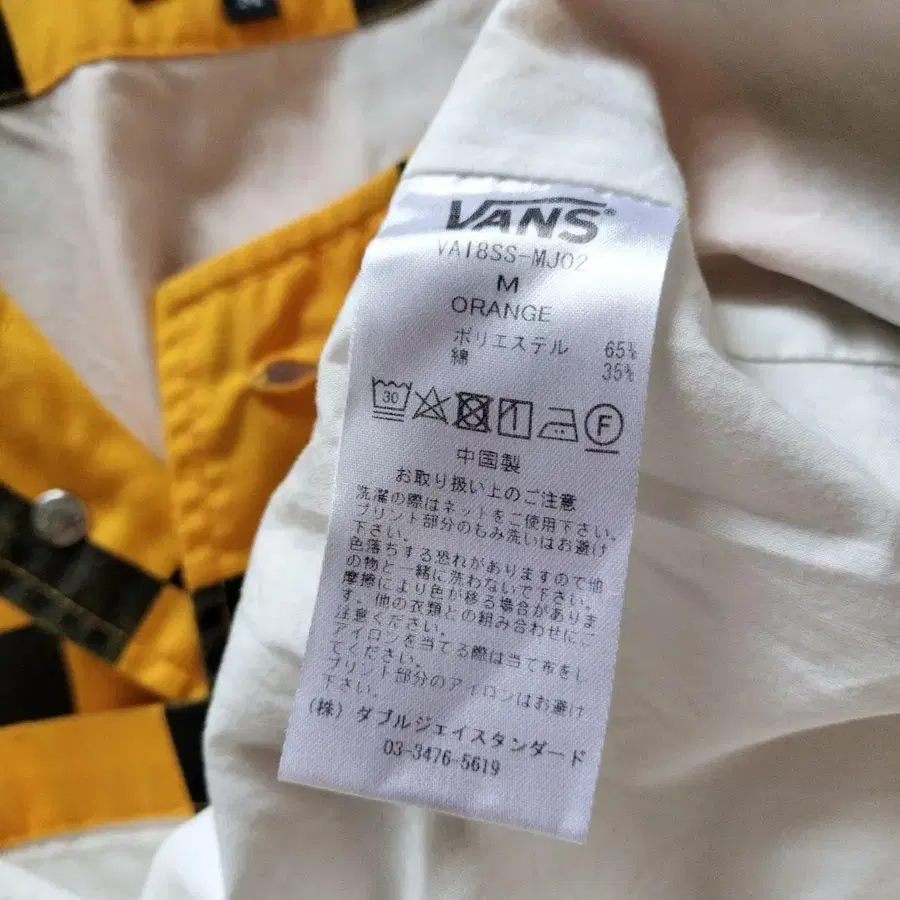 VANS
VA18SS-MJ02
M
ORANGE
ポリエステル 65%
綿 35%
30
F
中国製
お取り扱い上のご注意
洗濯の際はネットをご使用下さい。
プリント部分のもみ洗いはお避け
下さい。
色落ちする恐れがありますので他
の物と一緒に洗わないで下さい。
摩擦により色が移る場合がありま
す。他の衣類との組み合わせにご
注意ください。
アイロンを当てる際は当て布をし
てください。
プリント部分のアイロンはお避け
下さい。
(株) ダブルジェイスタンダード
03-3476-5619